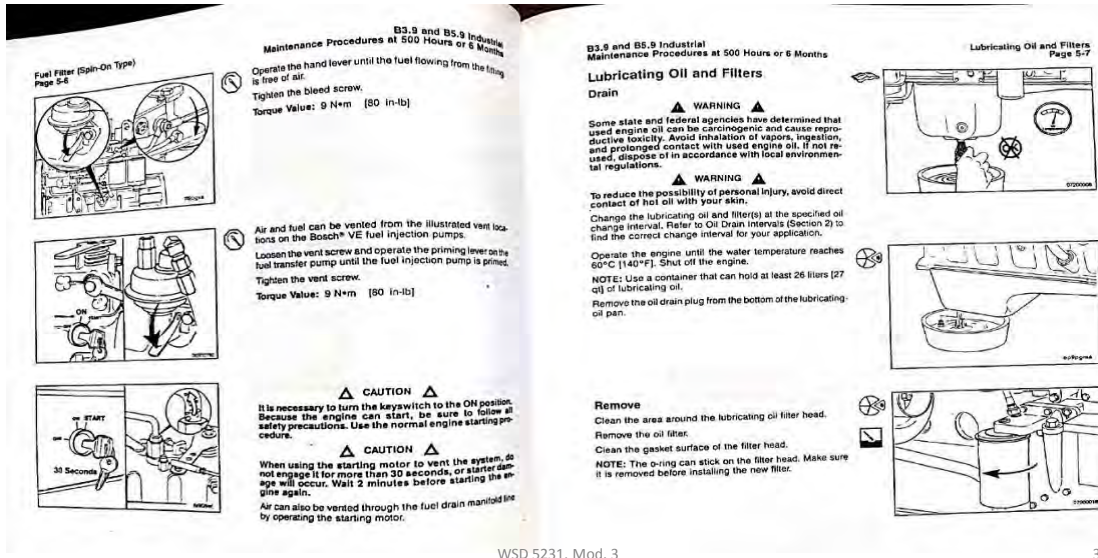 Fuel Filter (Spin-On Type)
Page 5-6
B3.9 and B5.9 Industrial
Maintenance Procedures at 500 Hours or 6 Months
Operate the hand lever until the fuel flowing from the fitting
is free of air.
Tighten the bleed screw.
Torque Value: 9 N•m [80 in-lb]
Air and fuel can be vented from the illustrated vent loca-
tions on the Bosch® VE fuel injection pumps.
Loosen the vent screw and operate the priming lever on the
fuel transfer pump until the fuel injection pump is primed.
Tighten the vent screw.
Torque Value: 9 N•m [80 in-lb]
ON
CAUTION
It is necessary to turn the keyswitch to the ON position.
Because the engine can start, be sure to follow all
safety precautions. Use the normal engine starting pro-
cedure.
CAUTION
When using the starting motor to vent the system, do
not engage it for more than 30 seconds, or starter dam-
age will occur. Wait 2 minutes before starting the en-
gine again.
Air can also be vented through the fuel drain manifold line
by operating the starting motor.
ON START
OFF
30 Seconds
B3.9 and B5.9 Industrial
Maintenance Procedures at 500 Hours or 6 Months
Lubricating Oil and Filters
Page 5-7
Lubricating Oil and Filters
Drain
WARNING
Some state and federal agencies have determined that
used engine oil can be carcinogenic and cause repro-
ductive toxicity. Avoid inhalation of vapors, ingestion,
and prolonged contact with used engine oil. If not re-
used, dispose of in accordance with local environmen-
tal regulations.
WARNING
To reduce the possibility of personal injury, avoid direct
contact of hot oil with your skin.
Change the lubricating oil and filter(s) at the specified oil
change interval. Refer to Oil Drain Intervals (Section 2) to
find the correct change interval for your application.
Operate the engine until the water temperature reaches
60°C [140°F]. Shut off the engine.
NOTE: Use a container that can hold at least 26 liters [27
qt] of lubricating oil.
Remove the oil drain plug from the bottom of the lubricating-
oil pan.
07200008
Remove
Clean the area around the lubricating oil filter head.
Remove the oil filter.
Clean the gasket surface of the filter head.
NOTE: The o-ring can stick on the filter head. Make sure
it is removed before installing the new filter.
WSD 5231, Mod. 3
3